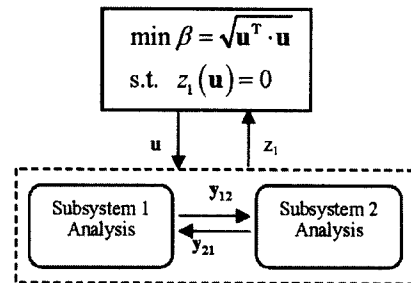 min β = √(uᵀ · u)
s.t. z₁(u) = 0
u z₁
Subsystem 1 Analysis
y₁₂
y₂₁
Subsystem 2 Analysis